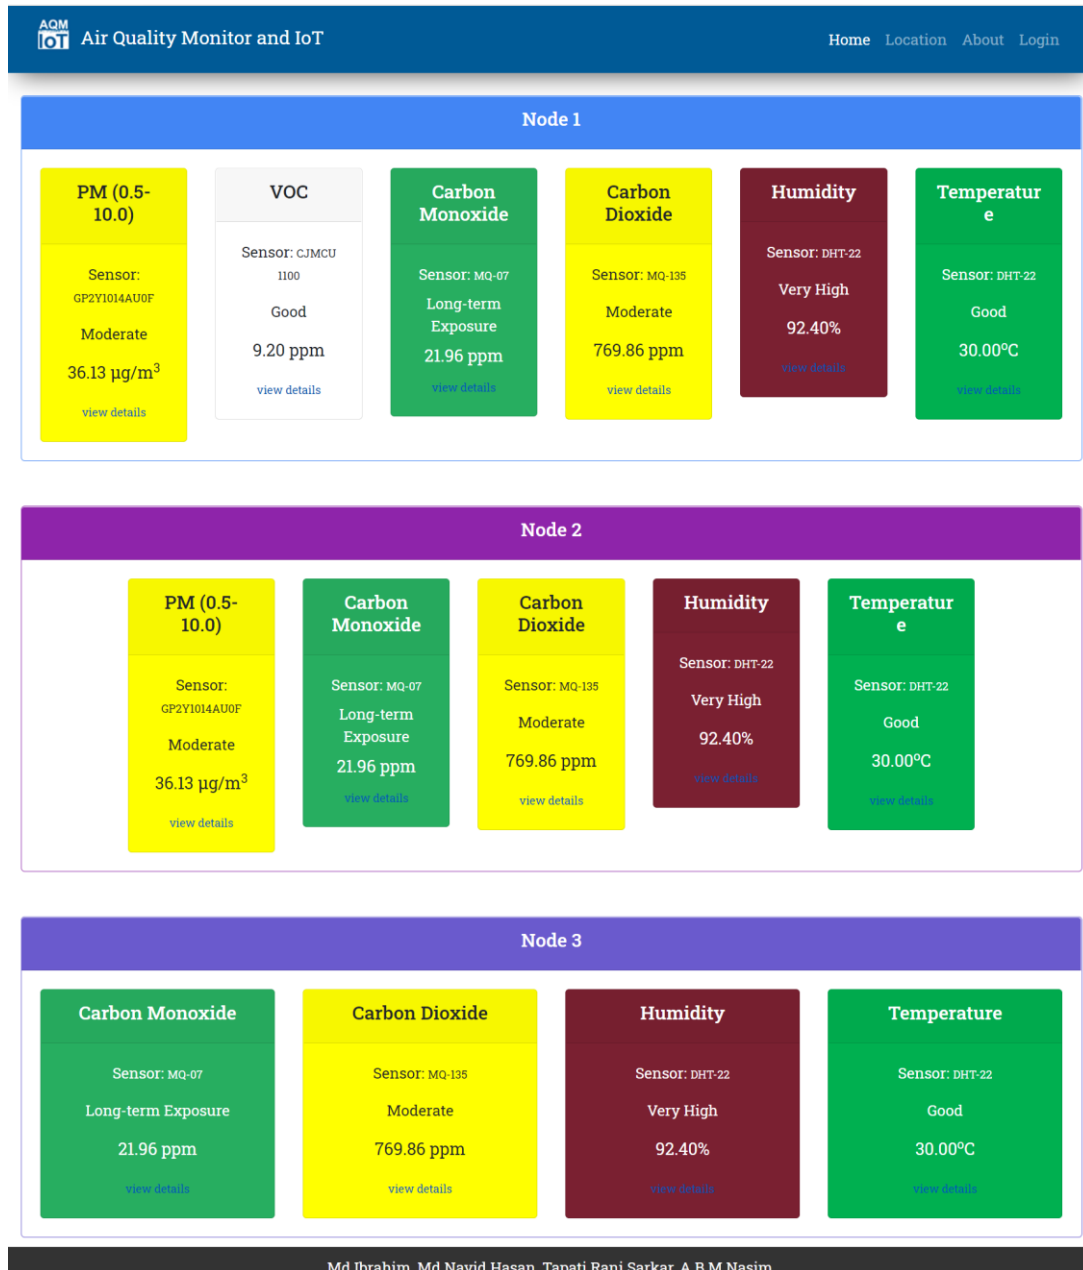 AQM
IoT
Air Quality Monitor and IoT
Home Location About Login
Node 1
PM (0.5-
10.0)
Sensor:
GP2Y1014AU0F
Moderate
36.13 µg/m³
view details
VOC
Sensor: CJMCU
1100
Good
9.20 ppm
view details
Carbon
Monoxide
Sensor: MQ-07
Long-term
Exposure
21.96 ppm
view details
Carbon
Dioxide
Sensor: MQ-135
Moderate
769.86 ppm
view details
Humidity
Sensor: DHT-22
Very High
92.40%
view details
Temperatur
e
Sensor: DHT-22
Good
30.00ºC
view details
Node 2
PM (0.5-
10.0)
Sensor:
GP2Y1014AU0F
Moderate
36.13 µg/m³
view details
Carbon
Monoxide
Sensor: MQ-07
Long-term
Exposure
21.96 ppm
view details
Carbon
Dioxide
Sensor: MQ-135
Moderate
769.86 ppm
view details
Humidity
Sensor: DHT-22
Very High
92.40%
view details
Temperatur
e
Sensor: DHT-22
Good
30.00ºC
view details
Node 3
Carbon Monoxide
Sensor: MQ-07
Long-term Exposure
21.96 ppm
view details
Carbon Dioxide
Sensor: MQ-135
Moderate
769.86 ppm
view details
Humidity
Sensor: DHT-22
Very High
92.40%
view details
Temperature
Sensor: DHT-22
Good
30.00ºC
view details
Md Ibrahim, Md Navid Hasan, Tapati Rani Sarkar, A.B.M Nasim